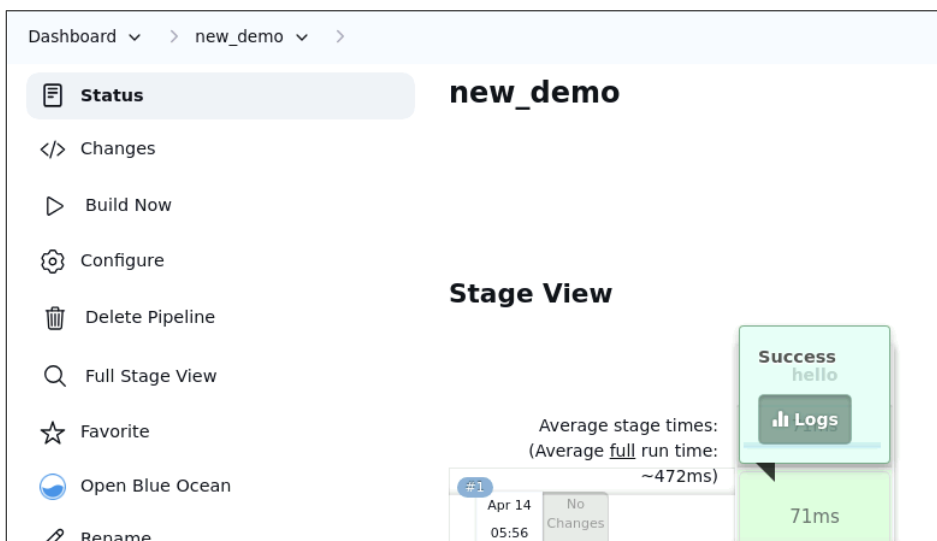 Dashboard
new_demo
Status
Changes
Build Now
Configure
Delete Pipeline
Full Stage View
Favorite
Open Blue Ocean
Rename
new_demo
Stage View
Success
hello
Logs
Average stage times:
(Average full run time:
~472ms)
#1
Apr 14
05:56
No
Changes
71ms